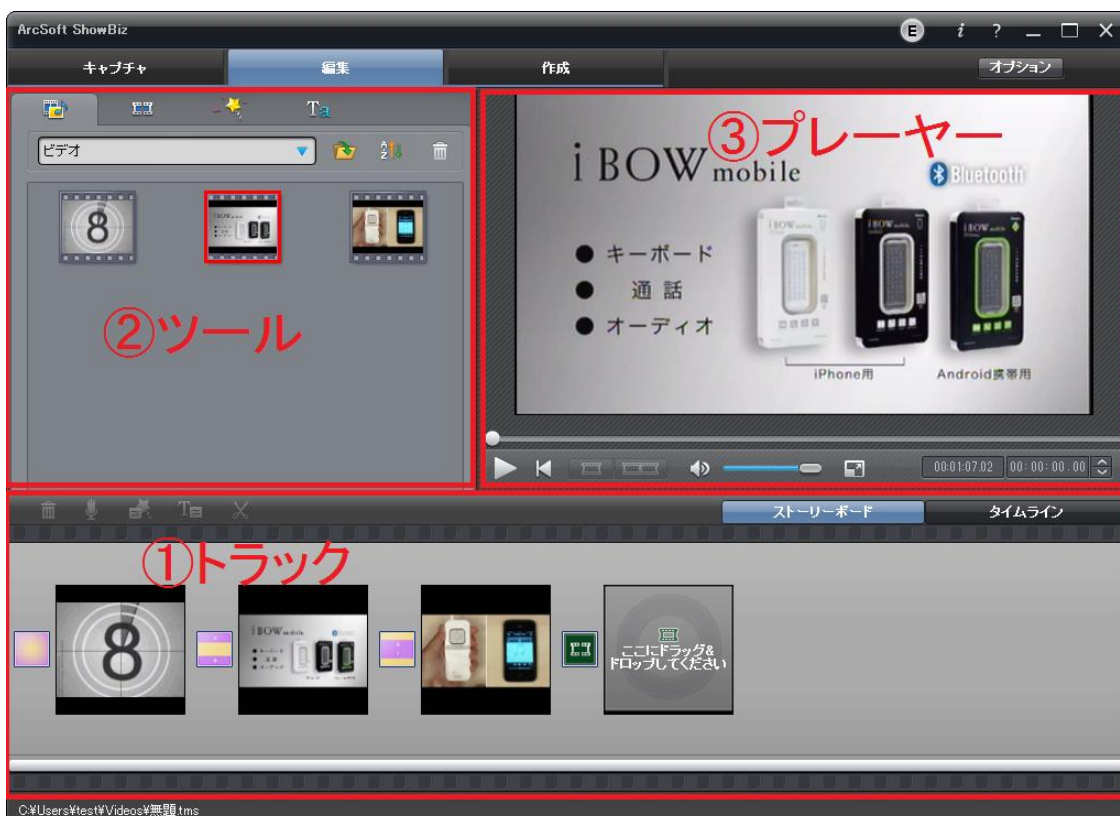 ArcSoft ShowBiz
E i ?
キャプチャ 編集 作成 オプション
Ta
ビデオ
8
②ツール
③プレーヤー
i BOW mobile
Bluetooth
● キーボード
● 通 話
● オーディオ
iPhone用 Android携帯用
00:01:07.02 00:00:00.00
ストーリーボード タイムライン
①トラック
8
i BOW mobile
ここにドラッグ&
ドロップしてください
C:¥Users¥test¥Videos¥無題.tms